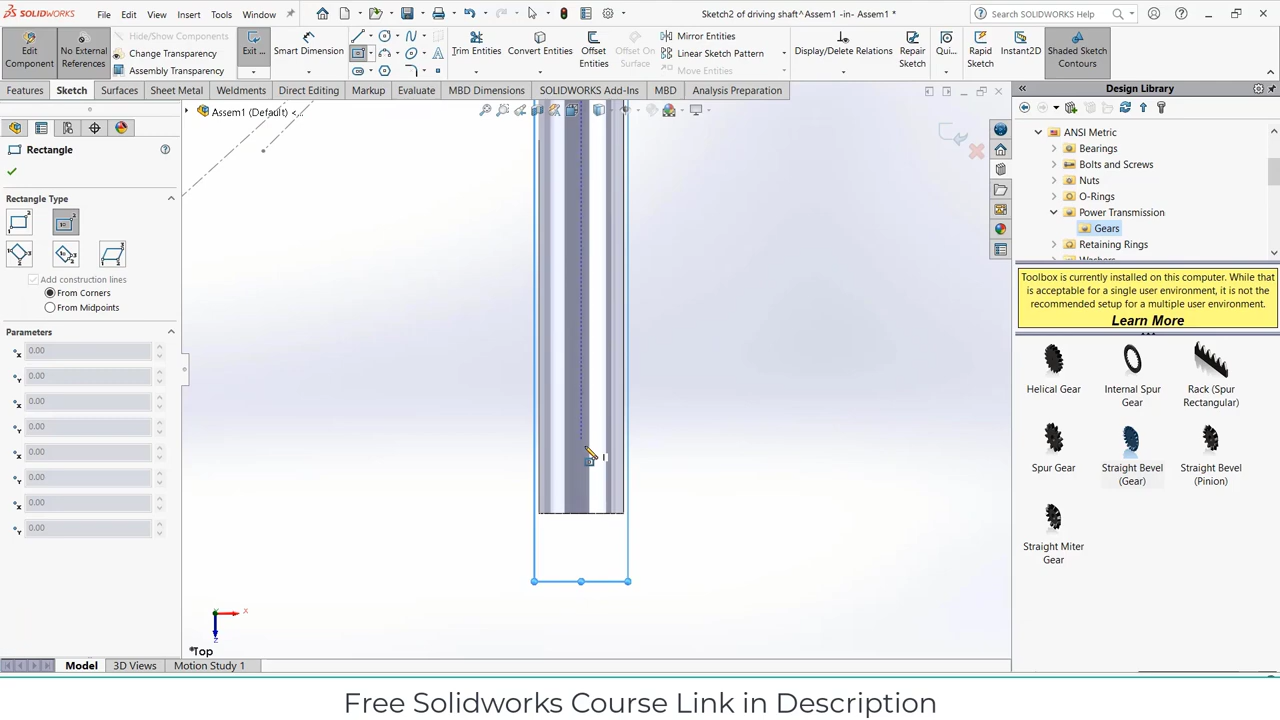 SOLIDWORKS
File Edit View Insert Tools Window
Sketch2 of driving shaft^Assem1 -in- Assem1 *
Search SOLIDWORKS Help
Edit Component
No External References
Hide/Show Components
Change Transparency
Assembly Transparency
Exit ...
Smart Dimension
Trim Entities
Convert Entities
Offset Entities
Offset On Surface
Mirror Entities
Linear Sketch Pattern
Move Entities
Display/Delete Relations
Repair Sketch
Qui...
Rapid Sketch
Instant2D
Shaded Sketch Contours
Features Sketch Surfaces Sheet Metal Weldments Direct Editing Markup Evaluate MBD Dimensions SOLIDWORKS Add-Ins MBD Analysis Preparation
Design Library
Assem1 (Default) <...
Rectangle
Rectangle Type
Add construction lines
From Corners
From Midpoints
Parameters
0.00
0.00
0.00
0.00
0.00
0.00
0.00
0.00
ANSI Metric
Bearings
Bolts and Screws
Nuts
O-Rings
Power Transmission
Gears
Retaining Rings
Washers
Toolbox is currently installed on this computer. While that is acceptable for a single user environment, it is not the recommended setup for a multiple user environment.
Learn More
Helical Gear
Internal Spur Gear
Rack (Spur Rectangular)
Spur Gear
Straight Bevel (Gear)
Straight Bevel (Pinion)
Straight Miter Gear
X
Z
*Top
Model 3D Views Motion Study 1
Free Solidworks Course Link in Description